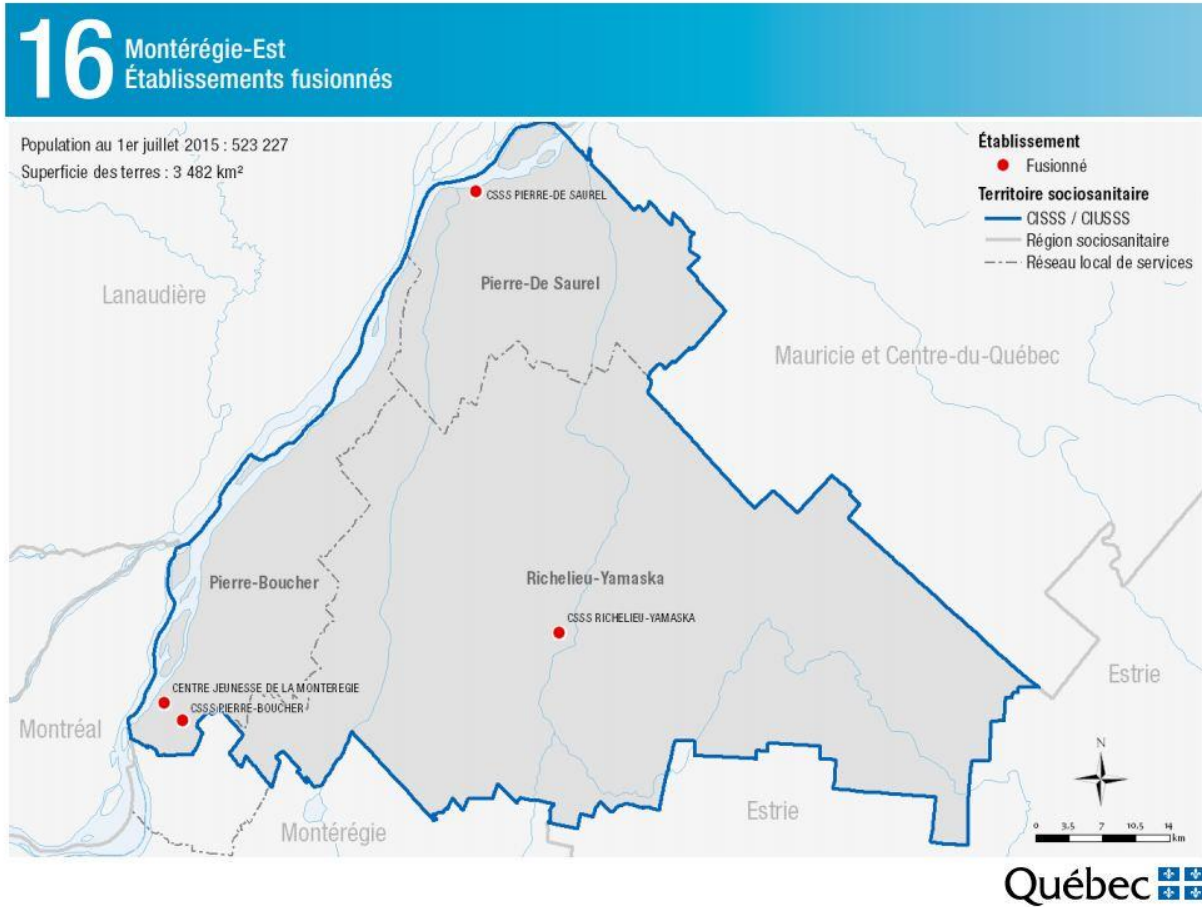 16 Montérégie-Est
Établissements fusionnés
Population au 1er juillet 2015 : 523 227
Superficie des terres : 3 482 km²
Établissement
Fusionné
Territoire sociosanitaire
CISSS / CIUSSS
Région sociosanitaire
Réseau local de services
CSSS PIERRE-DE SAUREL
Pierre-De Saurel
Lanaudière
Mauricie et Centre-du-Québec
Pierre-Boucher
Richelieu-Yamaska
CSSS RICHELIEU-YAMASKA
CENTRE JEUNESSE DE LA MONTEREGIE
CSSS PIERRE-BOUCHER
Montréal
Estrie
Estrie
Montérégie
N
0 3.5 7 10.5 14
km
Québec